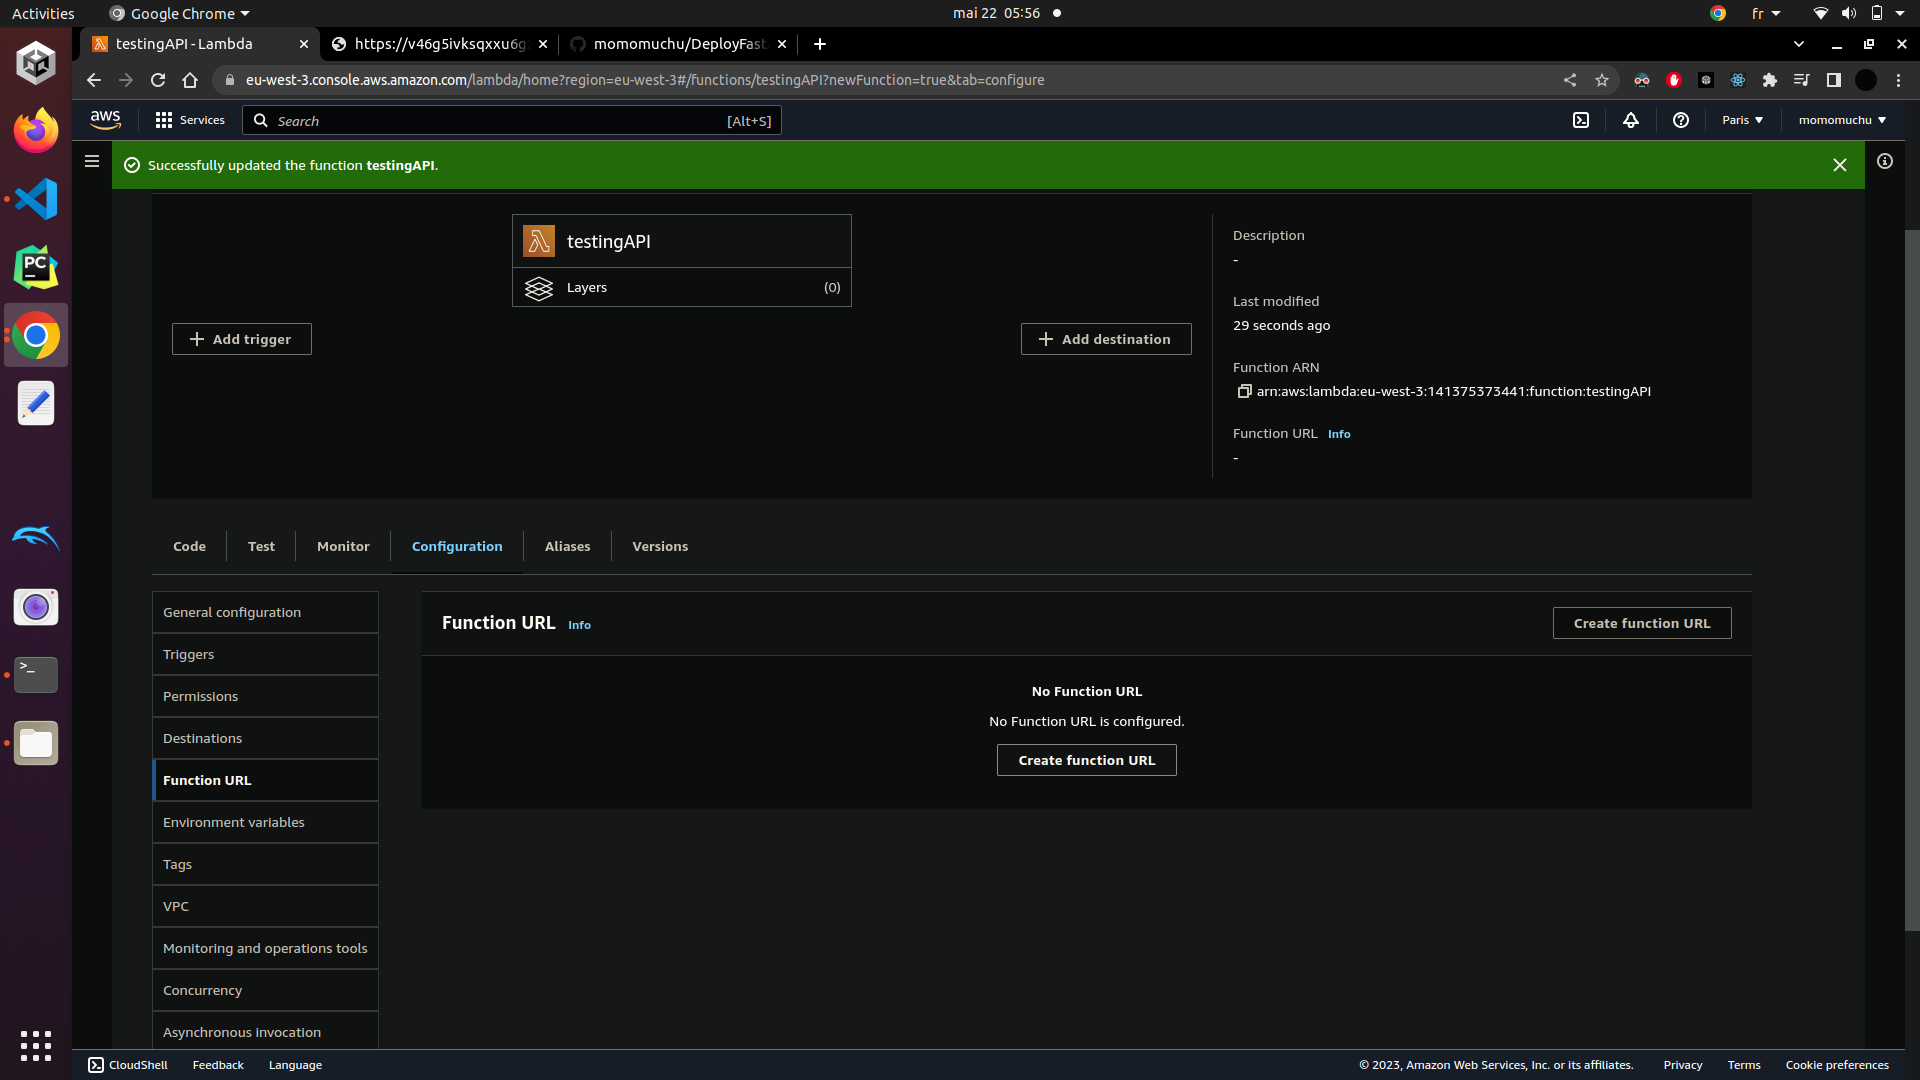 Activities
Google Chrome
mai 22 05:56
fr
testingAPI - Lambda
https://v46g5ivksqxxu6g
momomuchu/DeployFast
eu-west-3.console.aws.amazon.com/lambda/home?region=eu-west-3#/functions/testingAPI?newFunction=true&tab=configure
aws
Services
Search
[Alt+S]
Paris
momomuchu
Successfully updated the function testingAPI.
testingAPI
Layers
(0)
Add trigger
Add destination
Description
-
Last modified
29 seconds ago
Function ARN
arn:aws:lambda:eu-west-3:141375373441:function:testingAPI
Function URL Info
-
Code
Test
Monitor
Configuration
Aliases
Versions
General configuration
Triggers
Permissions
Destinations
Function URL
Environment variables
Tags
VPC
Monitoring and operations tools
Concurrency
Asynchronous invocation
Function URL Info
Create function URL
No Function URL
No Function URL is configured.
Create function URL
PC
>_
CloudShell
Feedback
Language
© 2023, Amazon Web Services, Inc. or its affiliates.
Privacy
Terms
Cookie preferences